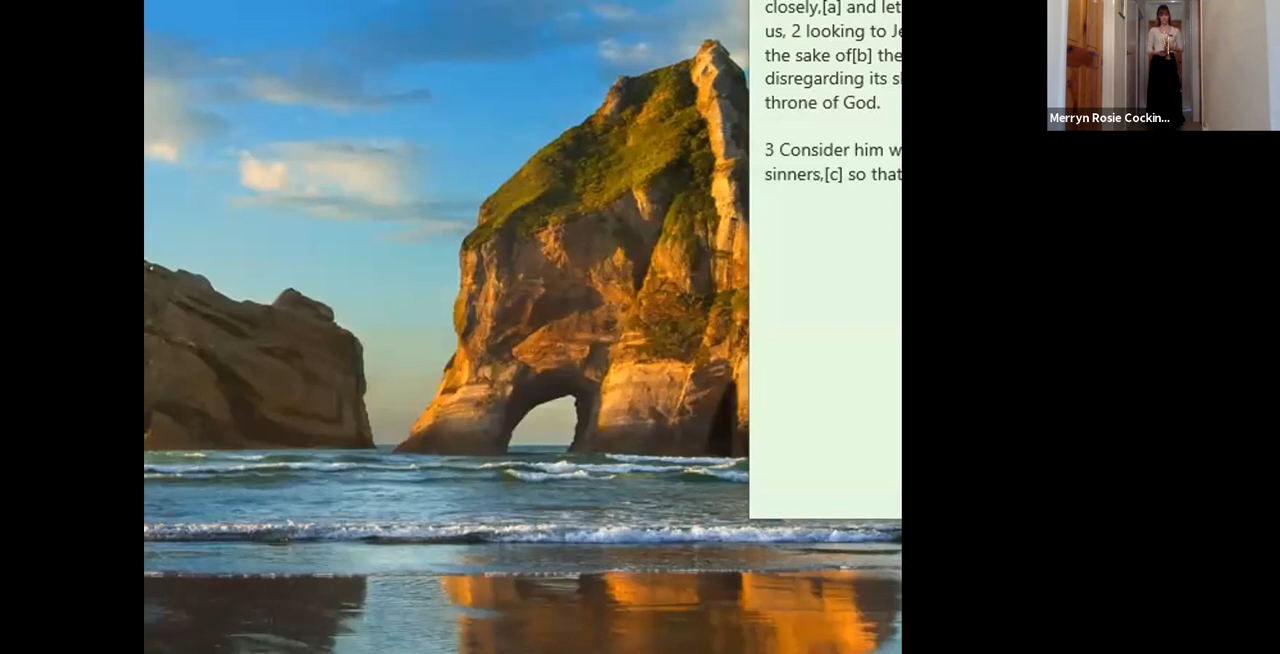 closely,[a] and let
us, 2 looking to Je
the sake of[b] the
disregarding its s
throne of God.
3 Consider him w
sinners,[c] so that
Merryn Rosie Cockin...